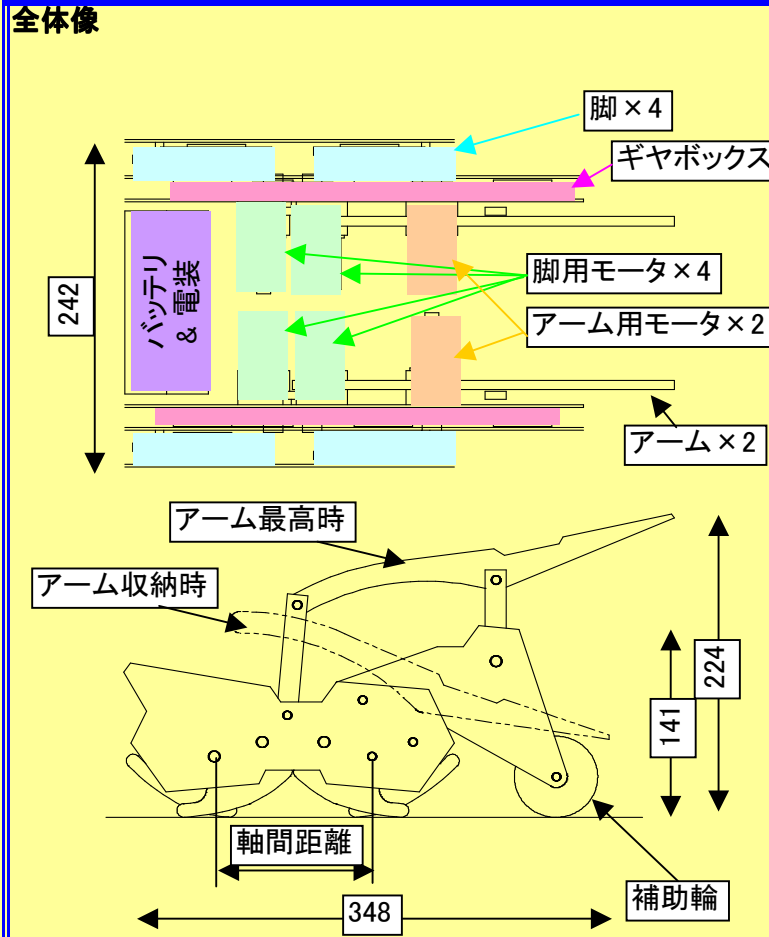 全体像
脚×4
ギヤボックス
242
バッテリ
& 電装
脚用モータ×4
アーム用モータ×2
アーム×2
アーム最高時
アーム収納時
224
141
軸間距離
補助輪
348